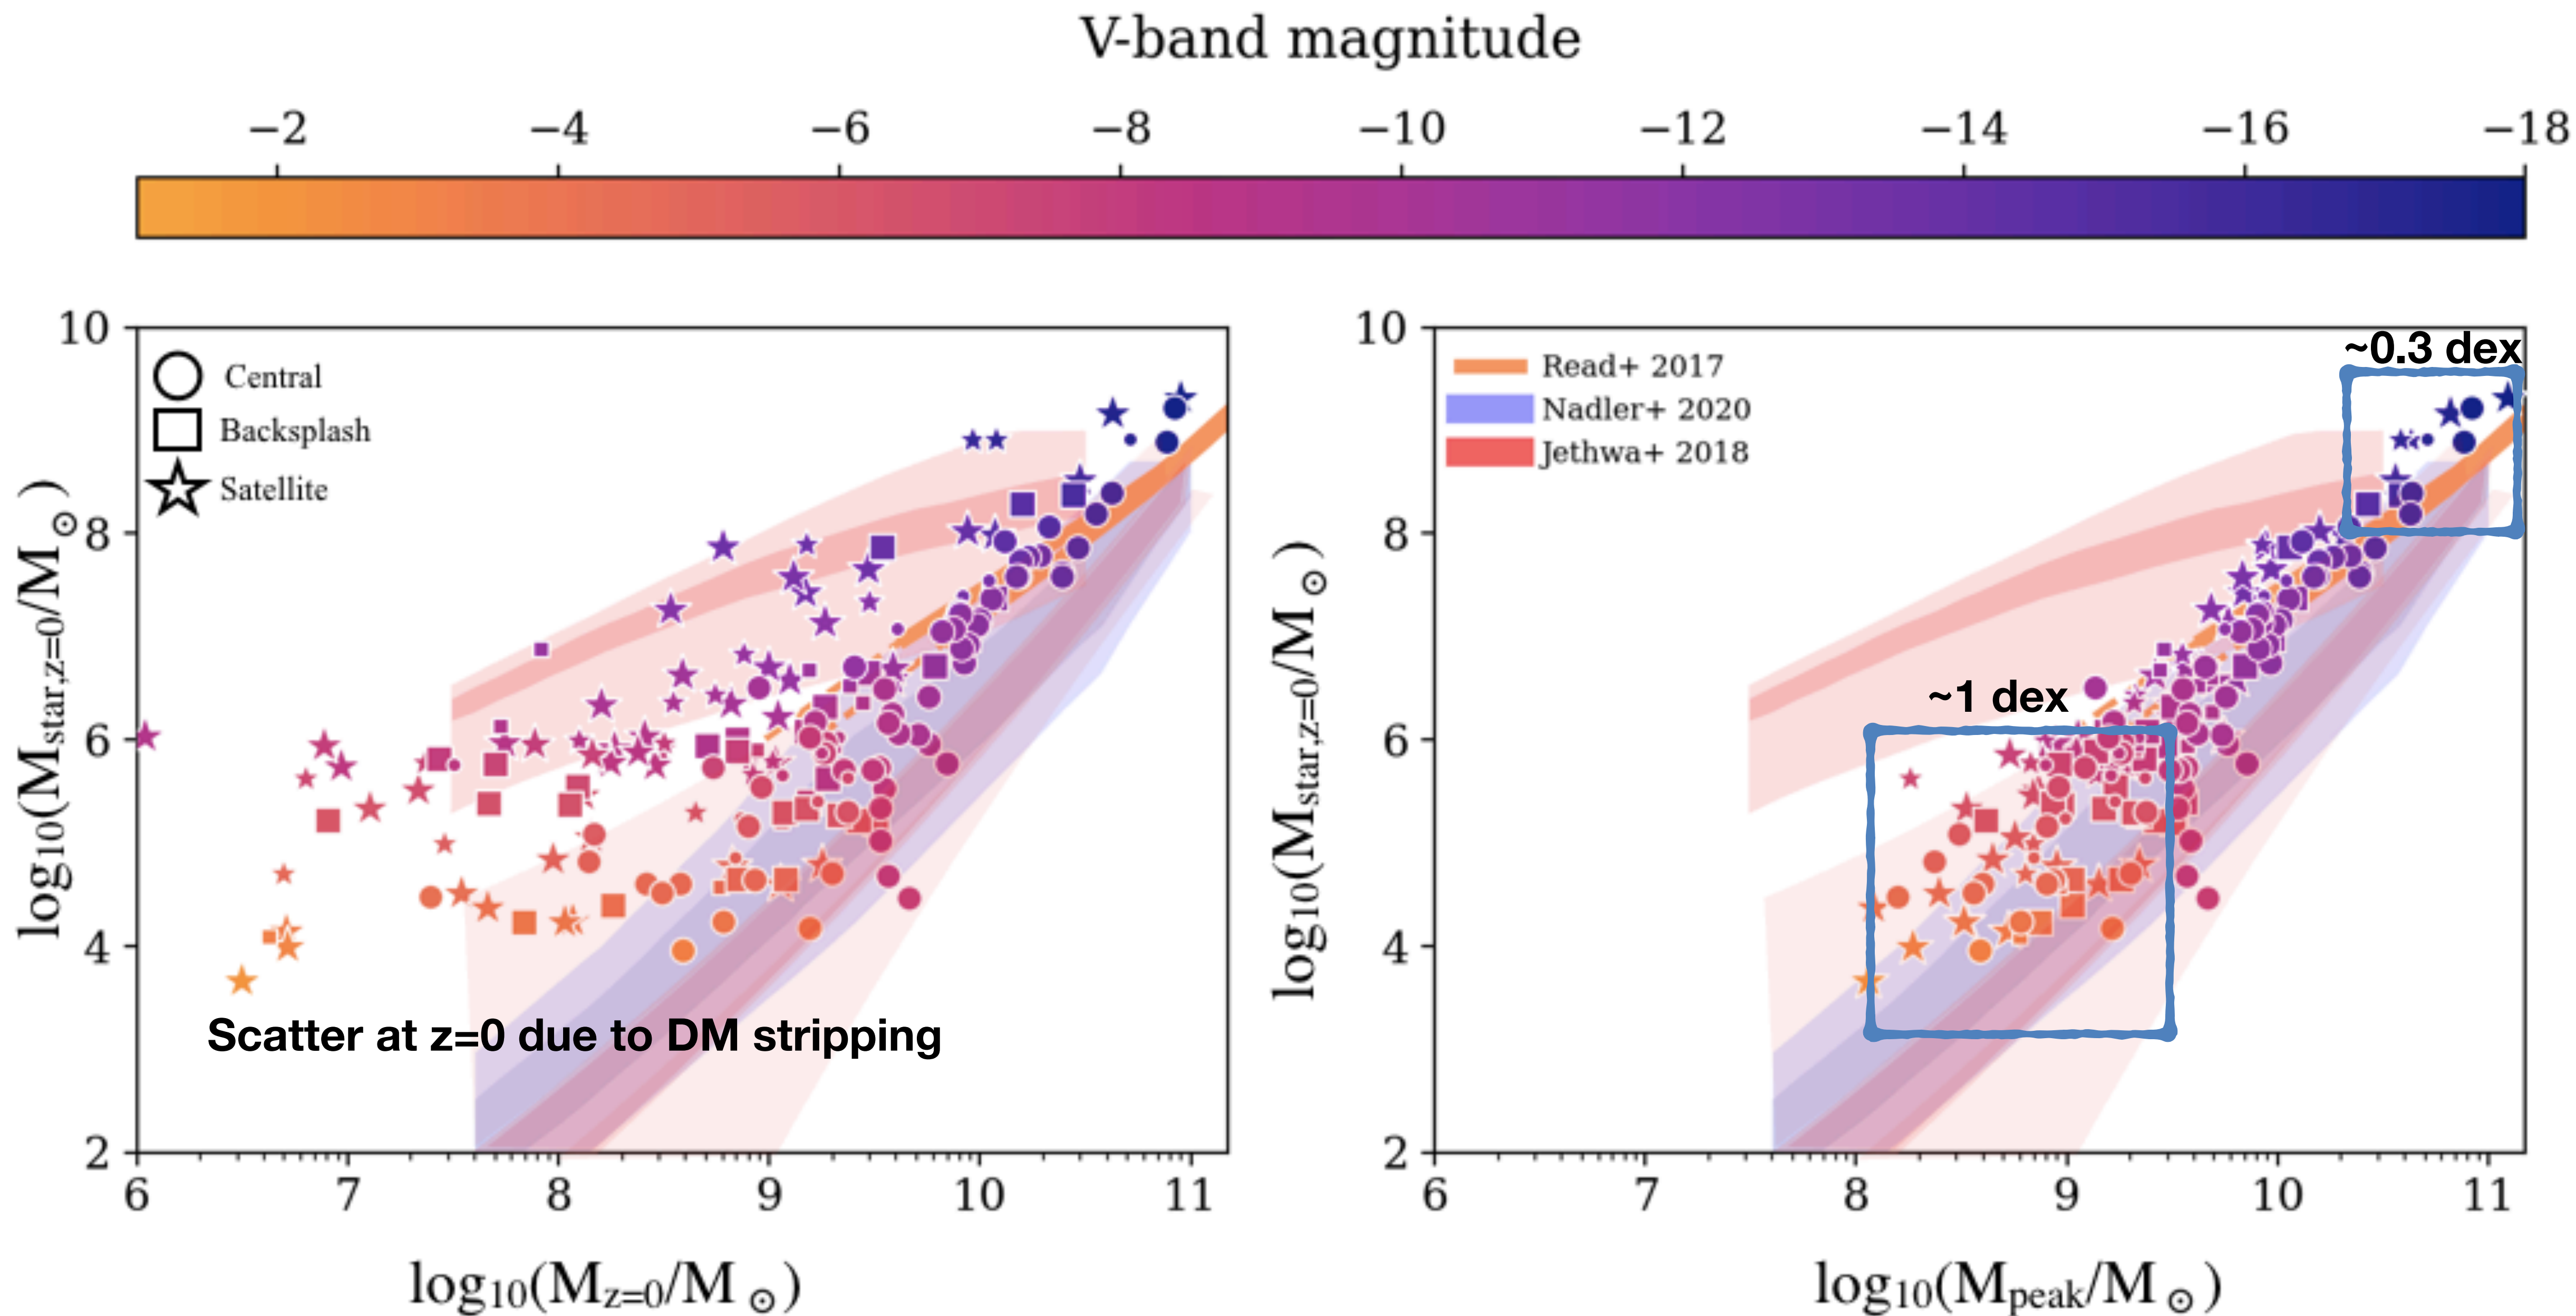 V-band magnitude
−2 −4 −6 −8 −10 −12 −14 −16 −18
10
8
6
4
2
log10(Mstar,z=0/M⊙)
Central
Backsplash
Satellite
Scatter at z=0 due to DM stripping
6 7 8 9 10 11
log10(Mz=0/M⊙)
10
8
6
4
2
log10(Mstar,z=0/M⊙)
Read+ 2017
Nadler+ 2020
Jethwa+ 2018
~0.3 dex
~1 dex
6 7 8 9 10 11
log10(Mpeak/M⊙)